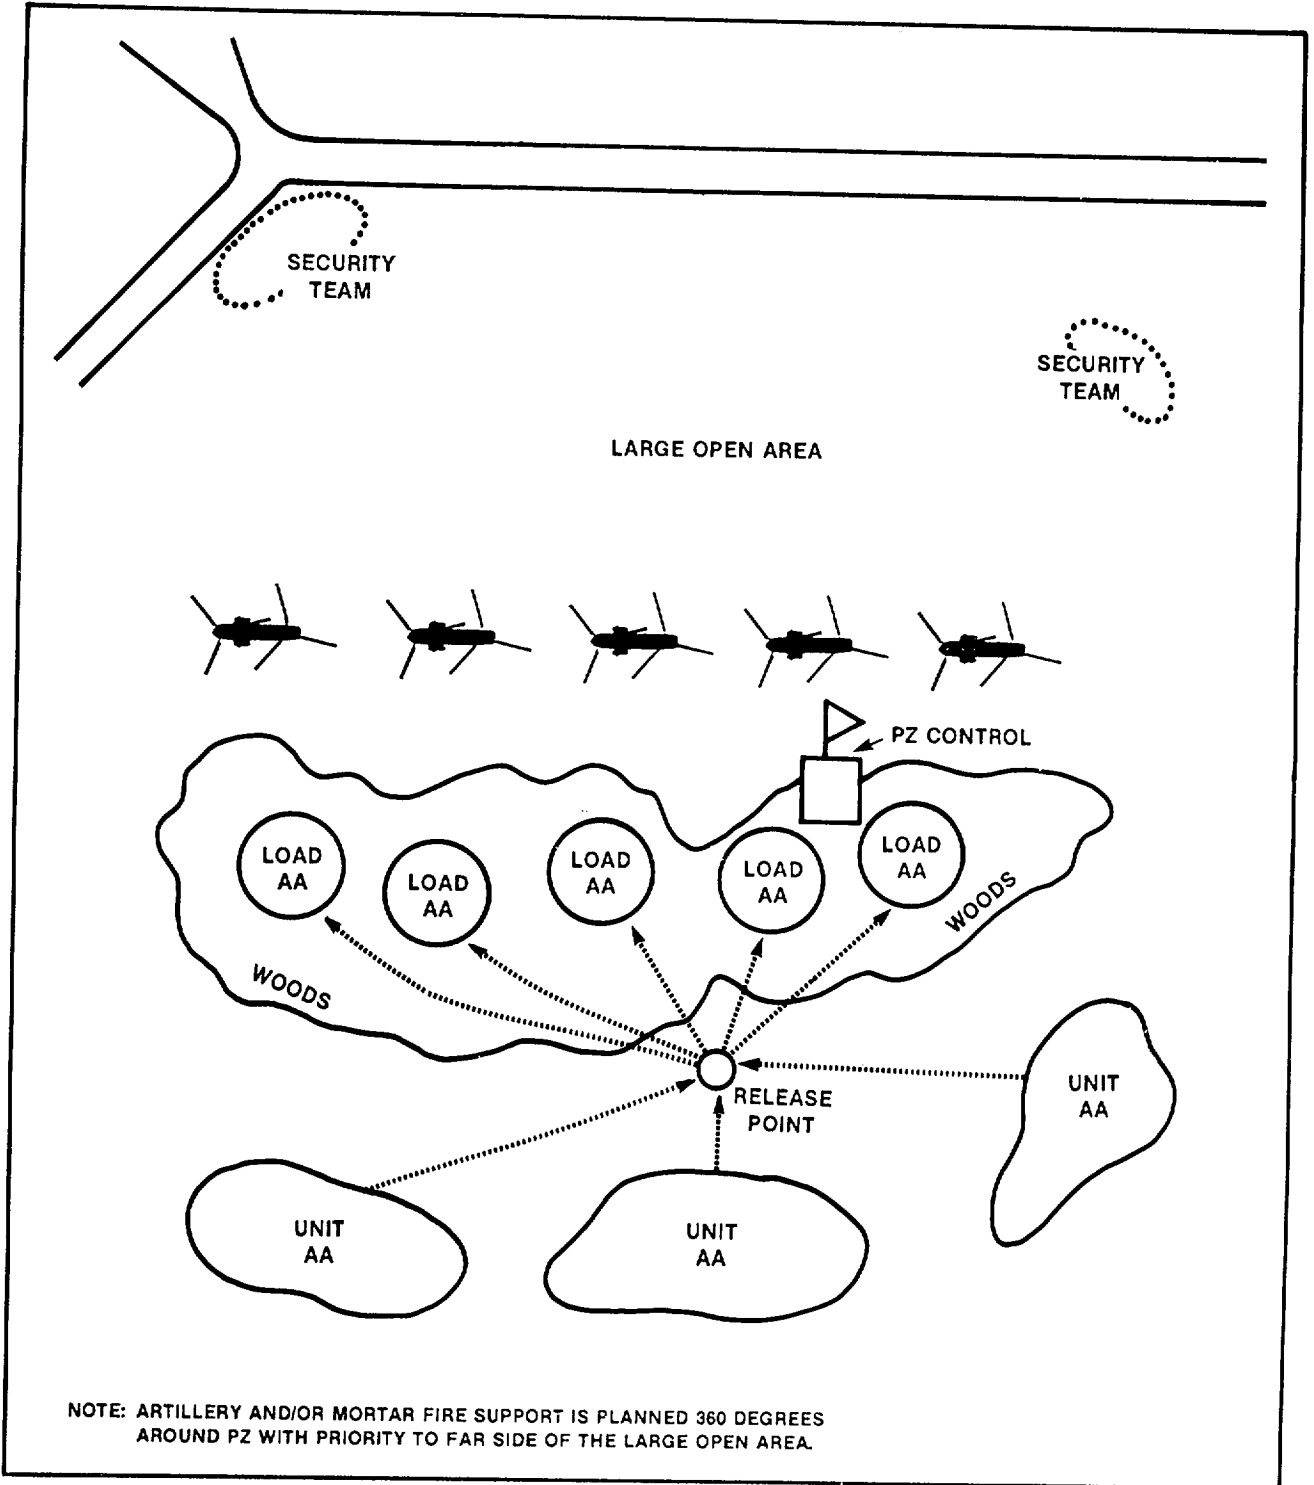 SECURITY
TEAM
SECURITY
TEAM
LARGE OPEN AREA
PZ CONTROL
LOAD
AA
LOAD
AA
LOAD
AA
LOAD
AA
LOAD
AA
WOODS
WOODS
RELEASE
POINT
UNIT
AA
UNIT
AA
UNIT
AA
NOTE: ARTILLERY AND/OR MORTAR FIRE SUPPORT IS PLANNED 360 DEGREES
AROUND PZ WITH PRIORITY TO FAR SIDE OF THE LARGE OPEN AREA.